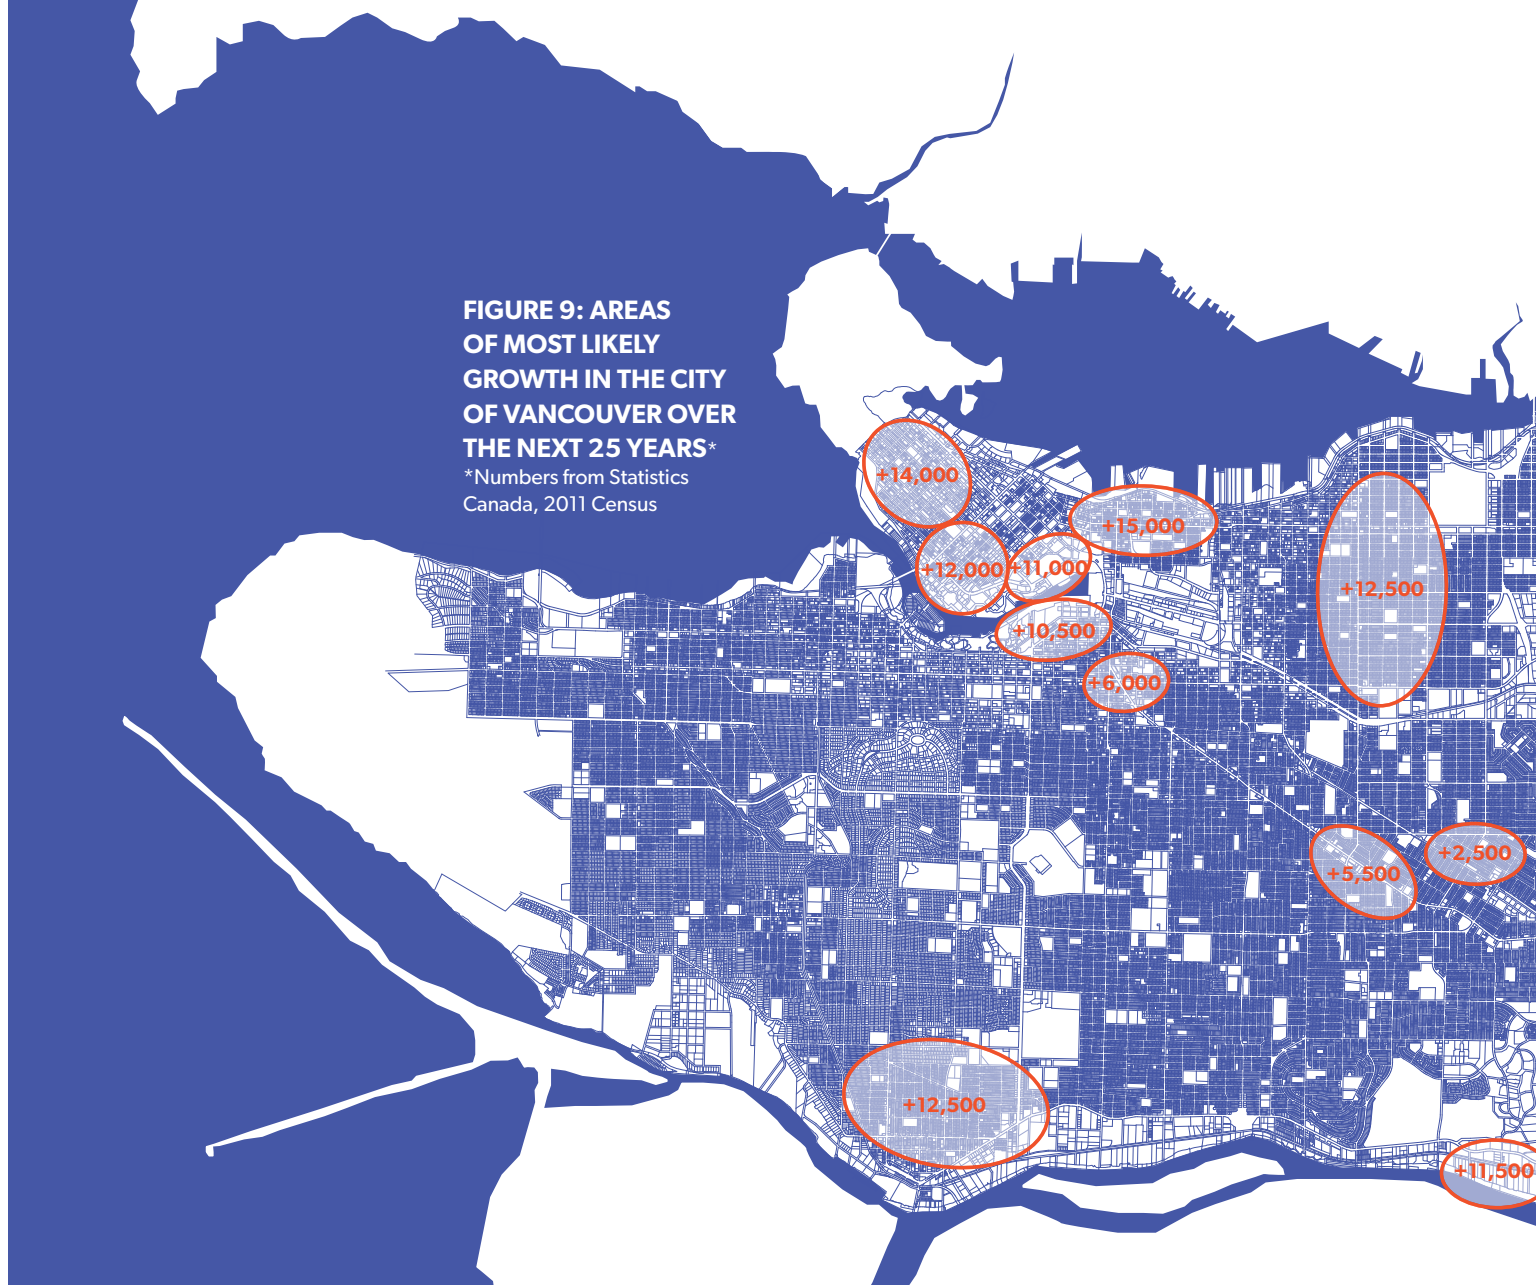 FIGURE 9: AREAS
OF MOST LIKELY
GROWTH IN THE CITY
OF VANCOUVER OVER
THE NEXT 25 YEARS*
*Numbers from Statistics
Canada, 2011 Census
+14,000
+15,000
+12,000
+11,000
+12,500
+10,500
+6,000
+2,500
+5,500
+12,500
+11,500